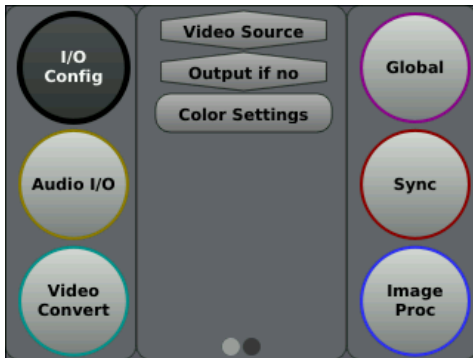 I/O
Config
Audio I/O
Video
Convert
Video Source
Output if no
Color Settings
Global
Sync
Image
Proc